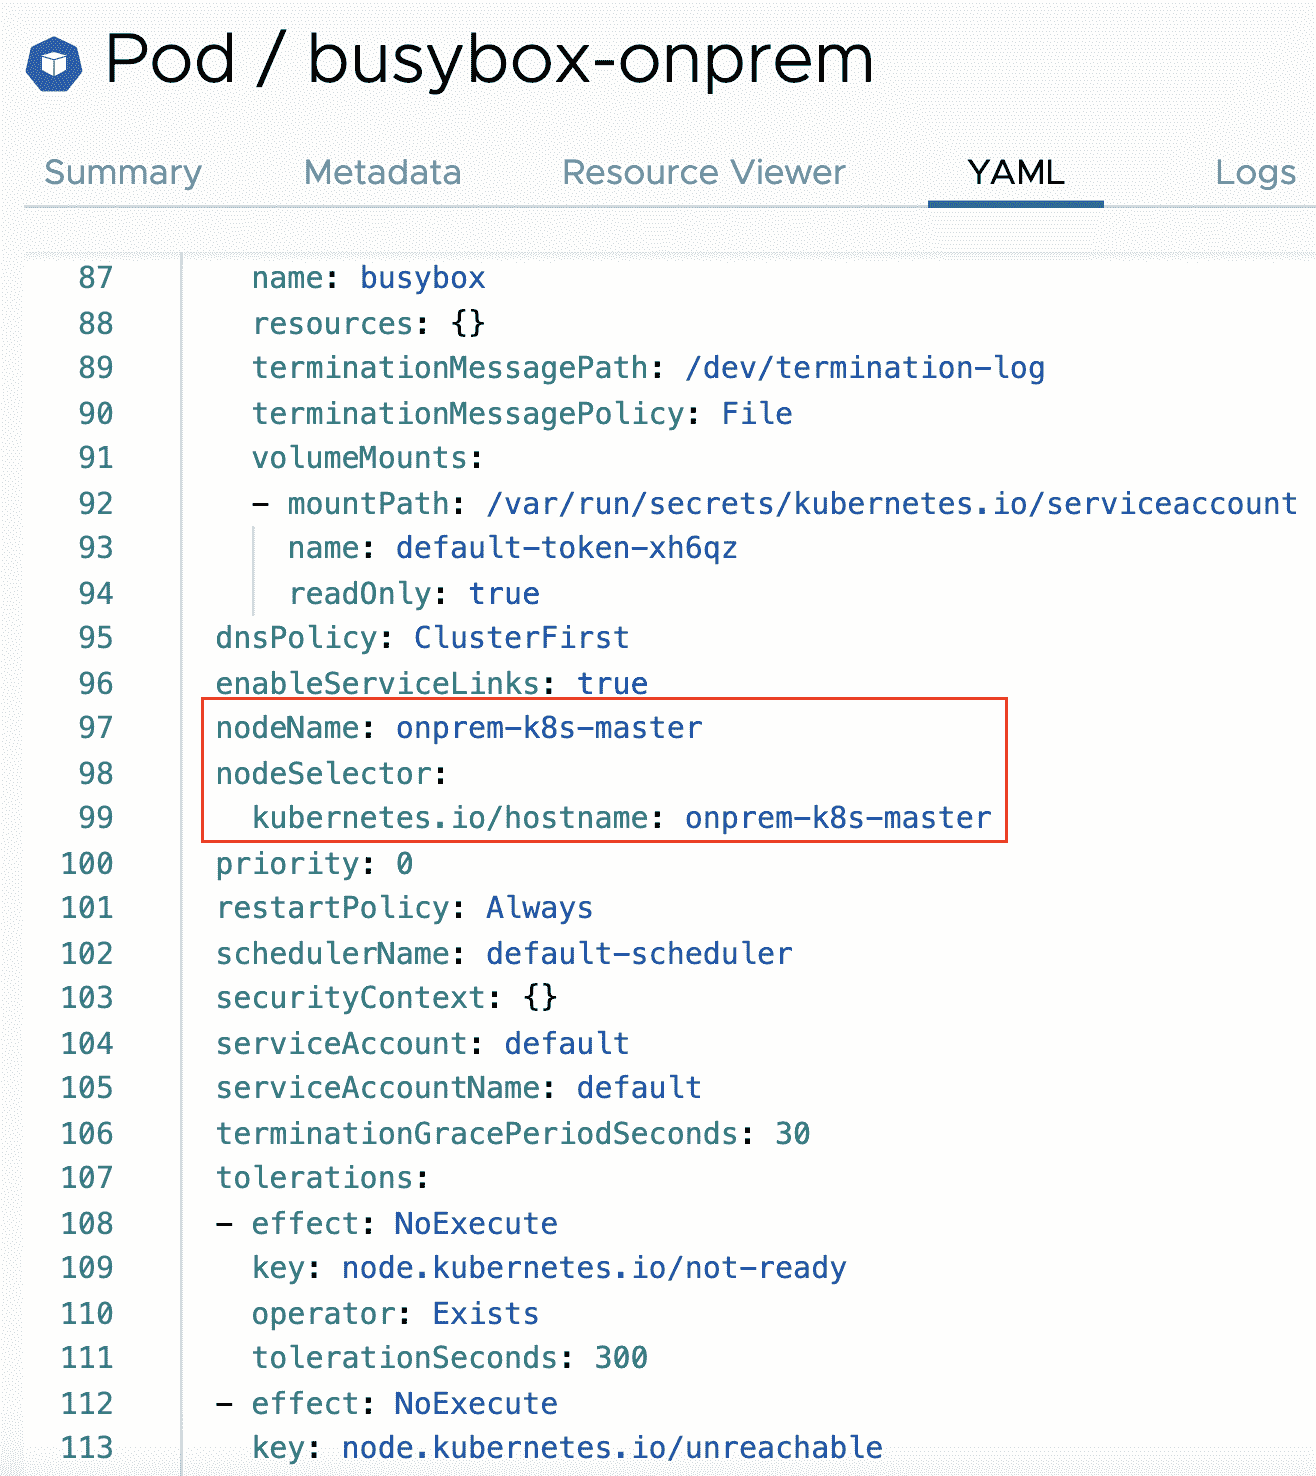 Pod / busybox-onprem
Summary Metadata Resource Viewer YAML Logs
87 name: busybox
88 resources: {}
89 terminationMessagePath: /dev/termination-log
90 terminationMessagePolicy: File
91 volumeMounts:
92 - mountPath: /var/run/secrets/kubernetes.io/serviceaccount
93 name: default-token-xh6qz
94 readOnly: true
95 dnsPolicy: ClusterFirst
96 enableServiceLinks: true
97 nodeName: onprem-k8s-master
98 nodeSelector:
99 kubernetes.io/hostname: onprem-k8s-master
100 priority: 0
101 restartPolicy: Always
102 schedulerName: default-scheduler
103 securityContext: {}
104 serviceAccount: default
105 serviceAccountName: default
106 terminationGracePeriodSeconds: 30
107 tolerations:
108 - effect: NoExecute
109 key: node.kubernetes.io/not-ready
110 operator: Exists
111 tolerationSeconds: 300
112 - effect: NoExecute
113 key: node.kubernetes.io/unreachable